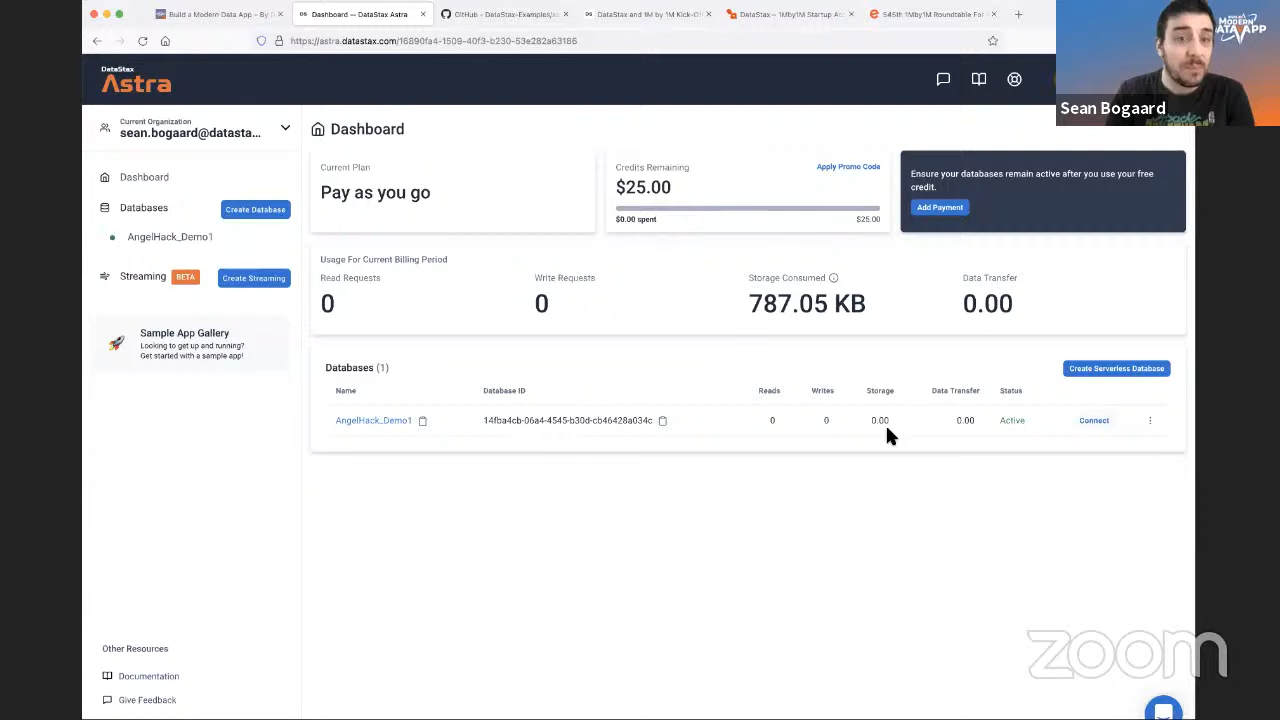 Build a Modern Data App – By D
Dashboard — DataStax Astra
GitHub - DataStax-Examples/
DataStax and 1M by 1M Kick-Of
DataStax – 1Mby1M Startup A
545th 1Mby1M Roundtable For
https://astra.datastax.com/16890fa4-1509-40f3-b230-53e282a63186
MODERN
DATA APP
Sean Bogaard
DataStax
Astra
Current Organization
sean.bogaard@datasta...
Dashboard
Databases
Create Database
AngelHack_Demo1
Streaming
BETA
Create Streaming
Sample App Gallery
Looking to get up and running?
Get started with a sample app!
Other Resources
Documentation
Give Feedback
Dashboard
Current Plan
Pay as you go
Credits Remaining
Apply Promo Code
$25.00
$0.00 spent
$25.00
Ensure your databases remain active after you use your free
credit.
Add Payment
Usage For Current Billing Period
Read Requests
Write Requests
Storage Consumed
Data Transfer
0
0
787.05 KB
0.00
Databases (1)
Create Serverless Database
Name
Database ID
Reads
Writes
Storage
Data Transfer
Status
AngelHack_Demo1
14fba4cb-06a4-4545-b30d-cb46428a034c
0
0
0.00
0.00
Active
Connect
zoom